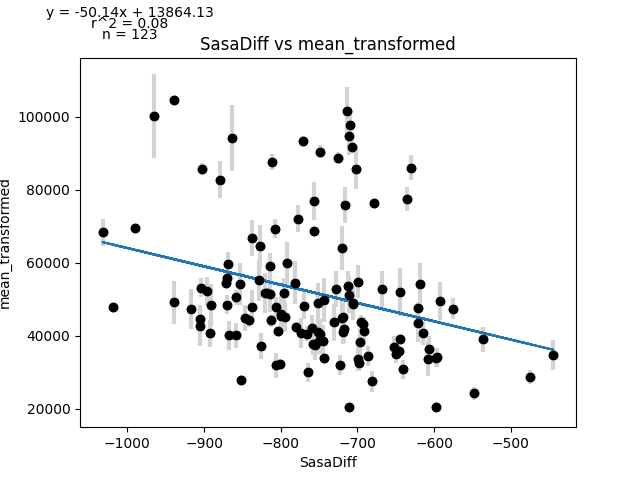 y = -50.14x + 13864.13
r^2 = 0.08
n = 123
SasaDiff vs mean_transformed
100000
80000
60000
40000
20000
mean_transformed
−1000
−900
−800
−700
−600
−500
SasaDiff